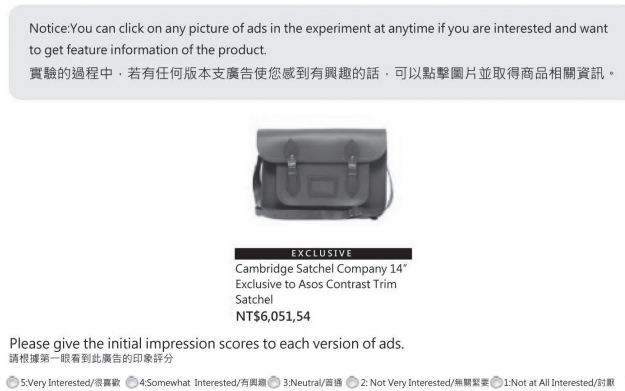 Notice:You can click on any picture of ads in the experiment at anytime if you are interested and want
to get feature information of the product.
實驗的過程中，若有任何版本支廣告使您感到有興趣的話，可以點擊圖片並取得商品相關資訊。
EXCLUSIVE
Cambridge Satchel Company 14"
Exclusive to Asos Contrast Trim
Satchel
NT$6,051,54
Please give the initial impression scores to each version of ads.
請根據第一眼看到此廣告的印象評分
5:Very Interested/很喜歡 4:Somewhat Interested/有興趣 3:Neutral/普通 2: Not Very Interested/無關緊要 1:Not at All Interested/討厭